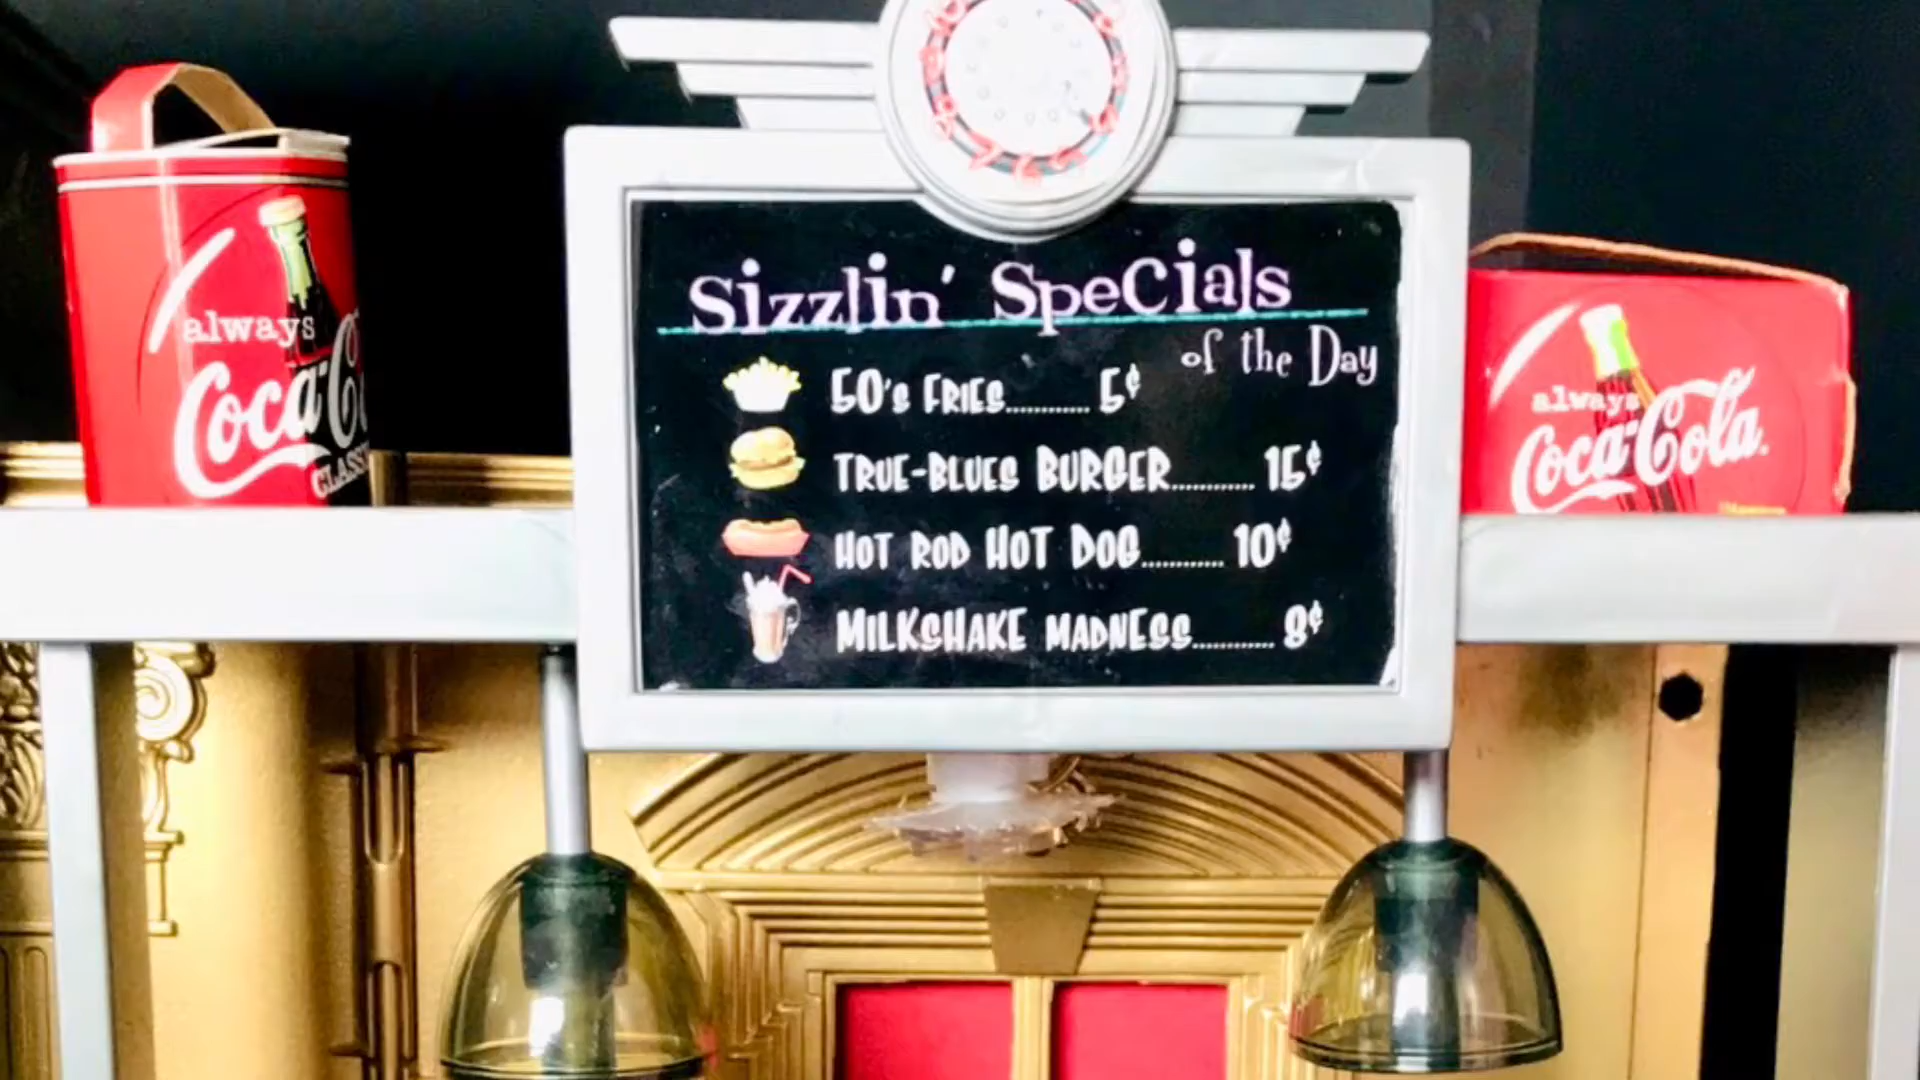 Sizzlin' Specials
of the Day
50's FRIES............ 5¢
TRUE-BLUES BURGER............ 15¢
HOT ROD HOT DOG............ 10¢
MILKSHAKE MADNESS............ 8¢
always
Coca-Co
CLASS
always
Coca-Cola